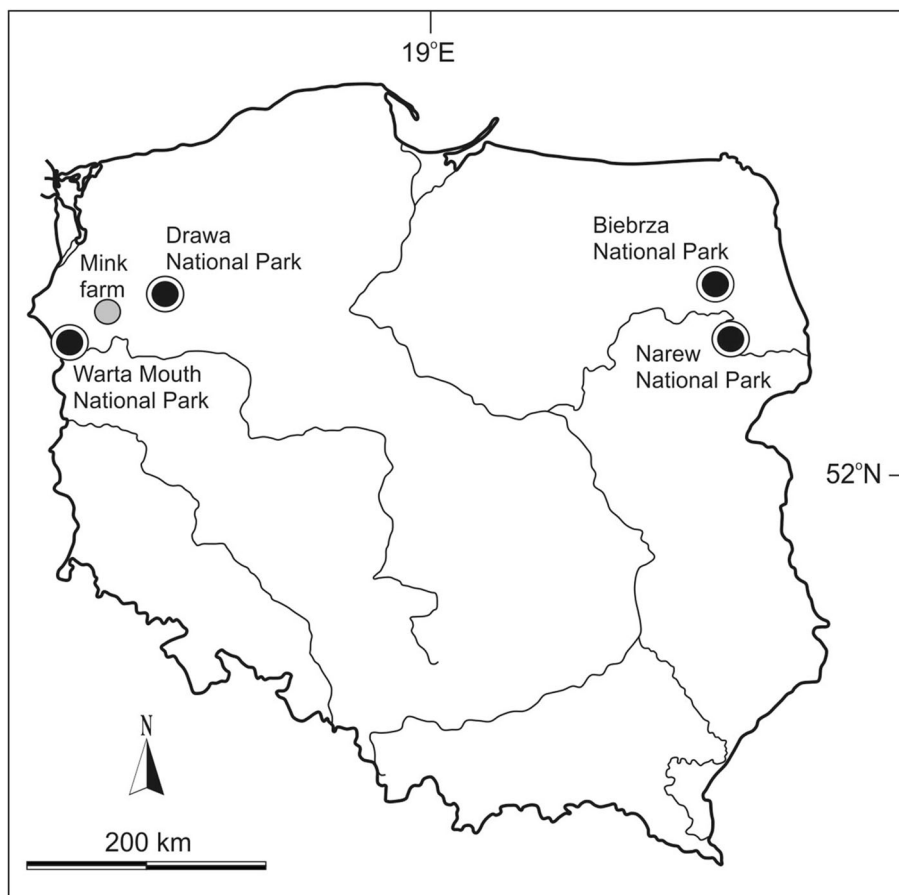 19°E
Drawa
National Park
Mink
farm
Biebrza
National Park
Warta Mouth
National Park
Narew
National Park
52°N
N
200 km